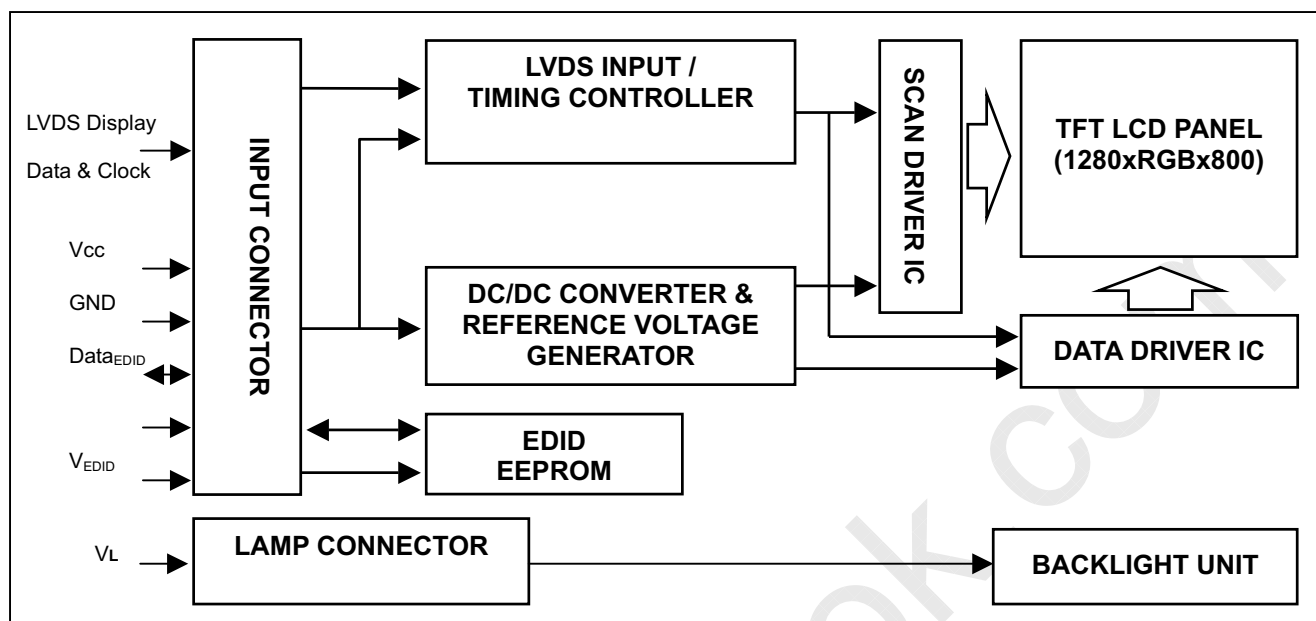 LVDS INPUT /
TIMING CONTROLLER
SCAN DRIVER IC
TFT LCD PANEL
(1280xRGBx800)
LVDS Display
Data & Clock
INPUT CONNECTOR
Vcc
GND
DataEDID
VEDID
DC/DC CONVERTER &
REFERENCE VOLTAGE
GENERATOR
DATA DRIVER IC
EDID
EEPROM
VL
LAMP CONNECTOR
BACKLIGHT UNIT